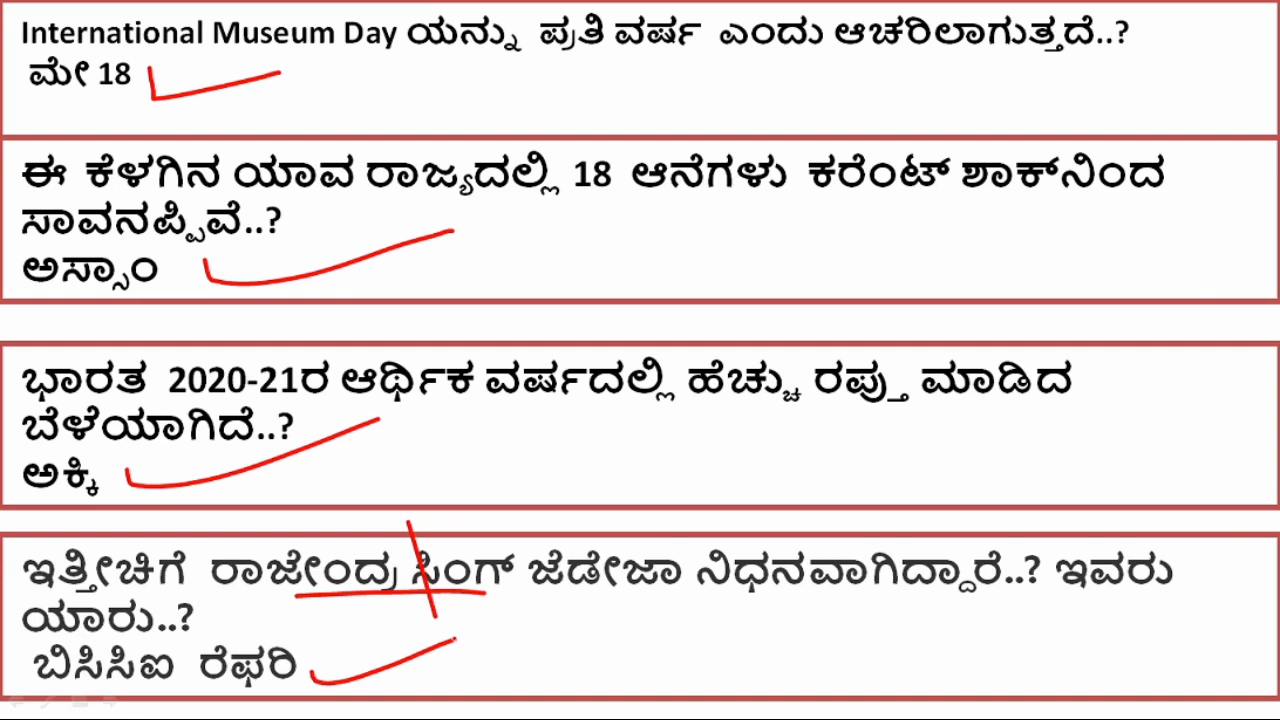 International Museum Day ಯನ್ನು ಪ್ರತಿ ವರ್ಷ ಎಂದು ಆಚರಿಲಾಗುತ್ತದೆ..?
ಮೇ 18
ಈ ಕೆಳಗಿನ ಯಾವ ರಾಜ್ಯದಲ್ಲಿ 18 ಆನೆಗಳು ಕರೆಂಟ್ ಶಾಕ್‌ನಿಂದ
ಸಾವನಪ್ಪಿವೆ..?
ಅಸ್ಸಾಂ
ಭಾರತ 2020-21ರ ಆರ್ಥಿಕ ವರ್ಷದಲ್ಲಿ ಹೆಚ್ಚು ರಪ್ತು ಮಾಡಿದ
ಬೆಳೆಯಾಗಿದೆ..?
ಅಕ್ಕಿ
ಇತ್ತೀಚಿಗೆ ರಾಜೇಂದ್ರ ಸಿಂಗ್ ಜೆಡೇಜಾ ನಿಧನವಾಗಿದ್ದಾರೆ..? ಇವರು
ಯಾರು..?
ಬಿಸಿಸಿಐ ರೆಫರಿ